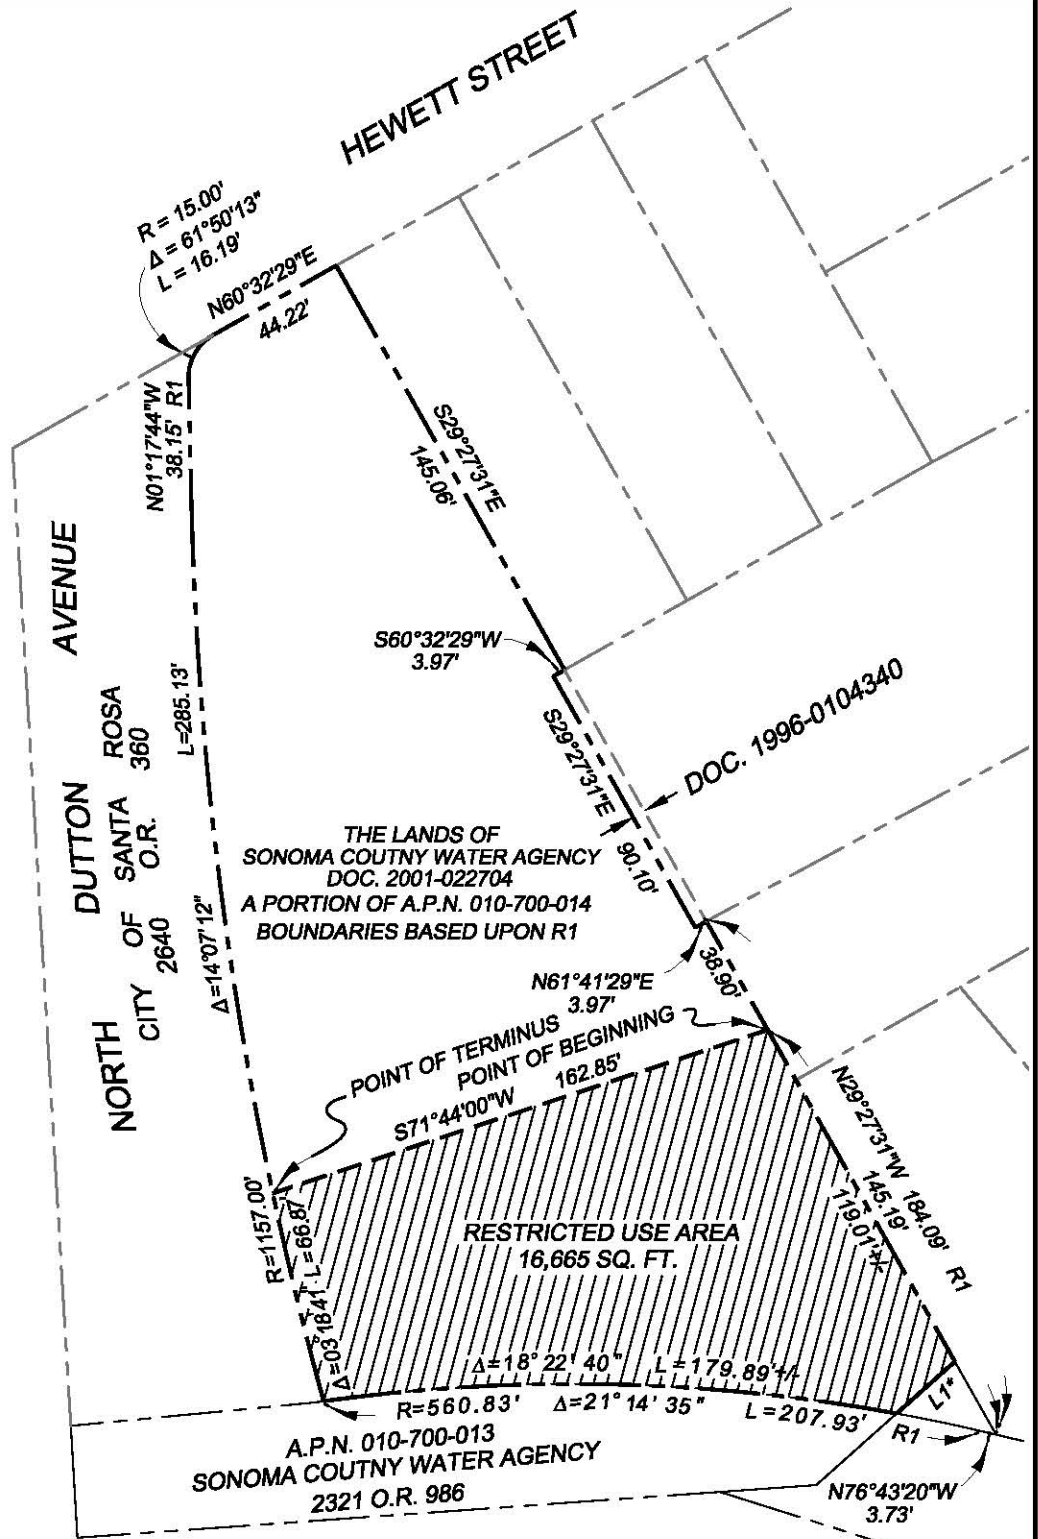 HEWETT STREET
R = 15.00'
Δ = 61°50'13"
L = 16.19'
N60°32'29"E
44.22'
N01°17'44"W
38.15' R1
S29°27'31"E
145.06'
AVENUE
DUTTON
NORTH
CITY OF SANTA ROSA
2640 O.R. 360
L=285.13'
Δ=14°07'12"
S60°32'29"W
3.97'
S29°27'31"E
90.10'
DOC. 1996-0104340
THE LANDS OF
SONOMA COUTNY WATER AGENCY
DOC. 2001-022704
A PORTION OF A.P.N. 010-700-014
BOUNDARIES BASED UPON R1
N61°41'29"E
3.97'
38.90'
POINT OF TERMINUS
POINT OF BEGINNING
S71°44'00"W 162.85'
N29°27'31"W 184.09' R1
145.19'
119.01'+/-
R=1157.00'
Δ=03°18'41" L=66.87'
RESTRICTED USE AREA
16,665 SQ. FT.
Δ=18°22'40" L=179.89'+/-
R=560.83' Δ=21°14'35" L=207.93' R1
L1*
A.P.N. 010-700-013
SONOMA COUTNY WATER AGENCY
2321 O.R. 986
N76°43'20"W
3.73'